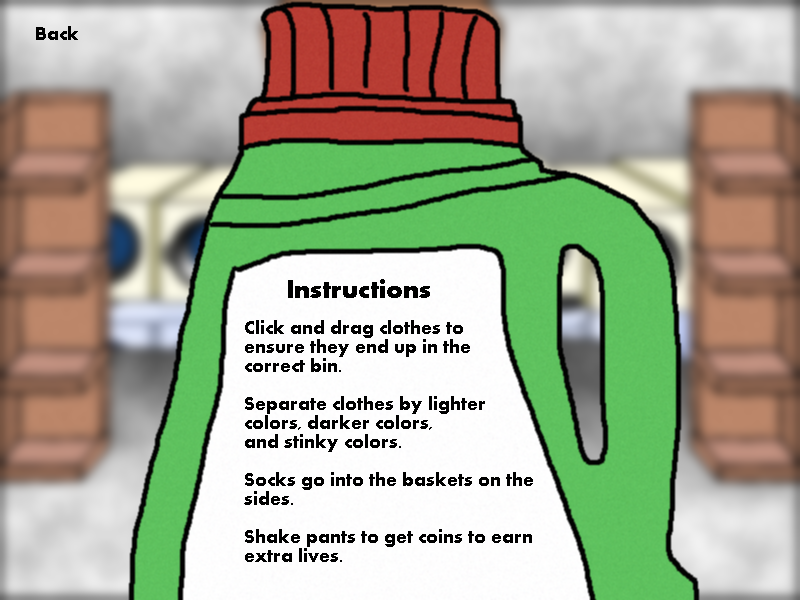 Back
Instructions
Click and drag clothes to
ensure they end up in the
correct bin.
Separate clothes by lighter
colors, darker colors,
and stinky colors.
Socks go into the baskets on the
sides.
Shake pants to get coins to earn
extra lives.